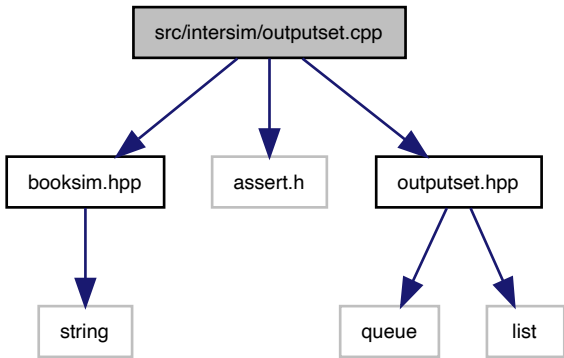 src/intersim/outputset.cpp
booksim.hpp
assert.h
outputset.hpp
string
queue
list